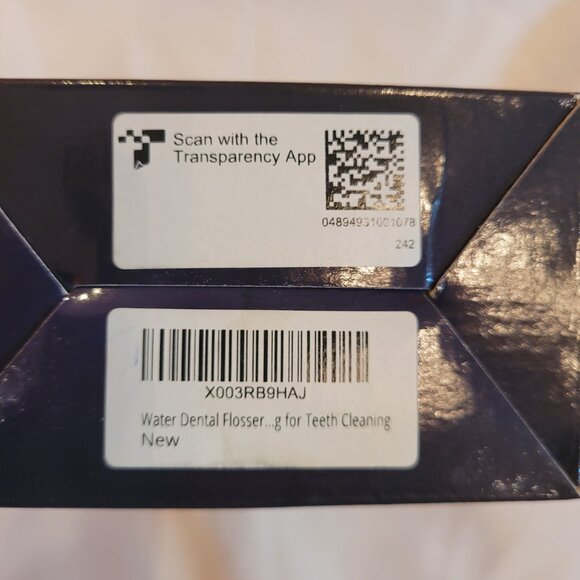 Scan with the
Transparency App
04894931001078
242
X003RB9HAJ
Water Dental Flosser...g for Teeth Cleaning
New